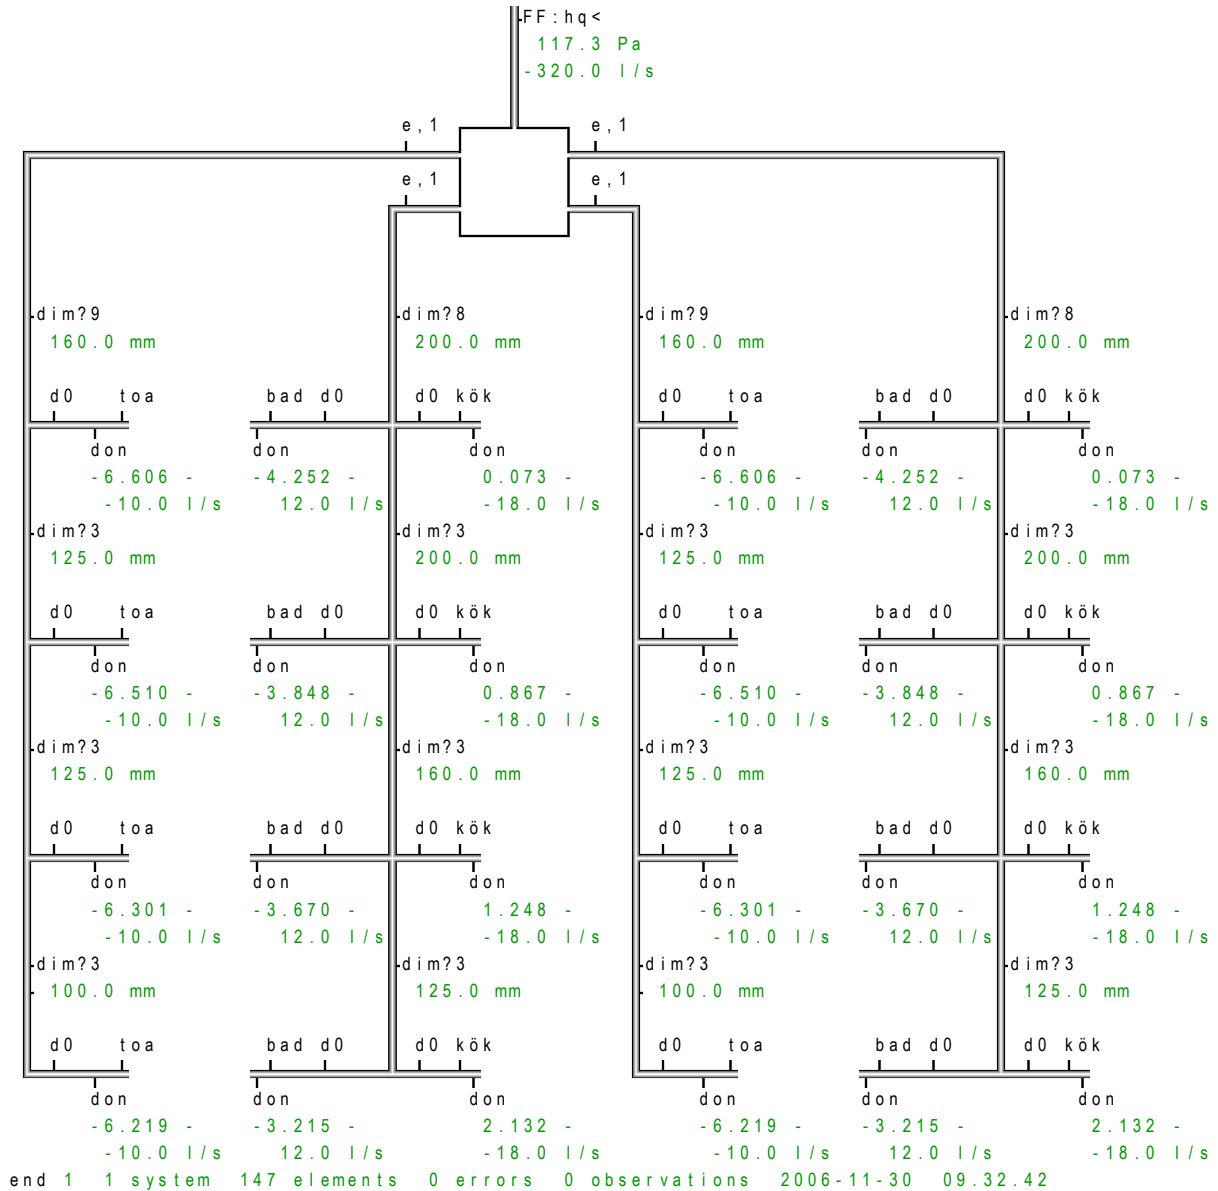 FF:hq<
117.3 Pa
-320.0 l/s
e,1 e,1
e,1 e,1
dim?9 dim?8 dim?9 dim?8
160.0 mm 200.0 mm 160.0 mm 200.0 mm
d0 toa bad d0 d0 kök d0 toa bad d0 d0 kök
don don don don don don
-6.606 - -4.252 - 0.073 - -6.606 - -4.252 - 0.073 -
-10.0 l/s 12.0 l/s -18.0 l/s -10.0 l/s 12.0 l/s -18.0 l/s
dim?3 dim?3 dim?3 dim?3
125.0 mm 200.0 mm 125.0 mm 200.0 mm
d0 toa bad d0 d0 kök d0 toa bad d0 d0 kök
don don don don don don
-6.510 - -3.848 - 0.867 - -6.510 - -3.848 - 0.867 -
-10.0 l/s 12.0 l/s -18.0 l/s -10.0 l/s 12.0 l/s -18.0 l/s
dim?3 dim?3 dim?3 dim?3
125.0 mm 160.0 mm 125.0 mm 160.0 mm
d0 toa bad d0 d0 kök d0 toa bad d0 d0 kök
don don don don don don
-6.301 - -3.670 - 1.248 - -6.301 - -3.670 - 1.248 -
-10.0 l/s 12.0 l/s -18.0 l/s -10.0 l/s 12.0 l/s -18.0 l/s
dim?3 dim?3 dim?3 dim?3
100.0 mm 125.0 mm 100.0 mm 125.0 mm
d0 toa bad d0 d0 kök d0 toa bad d0 d0 kök
don don don don don don
-6.219 - -3.215 - 2.132 - -6.219 - -3.215 - 2.132 -
-10.0 l/s 12.0 l/s -18.0 l/s -10.0 l/s 12.0 l/s -18.0 l/s
end 1 1 system 147 elements 0 errors 0 observations 2006-11-30 09.32.42